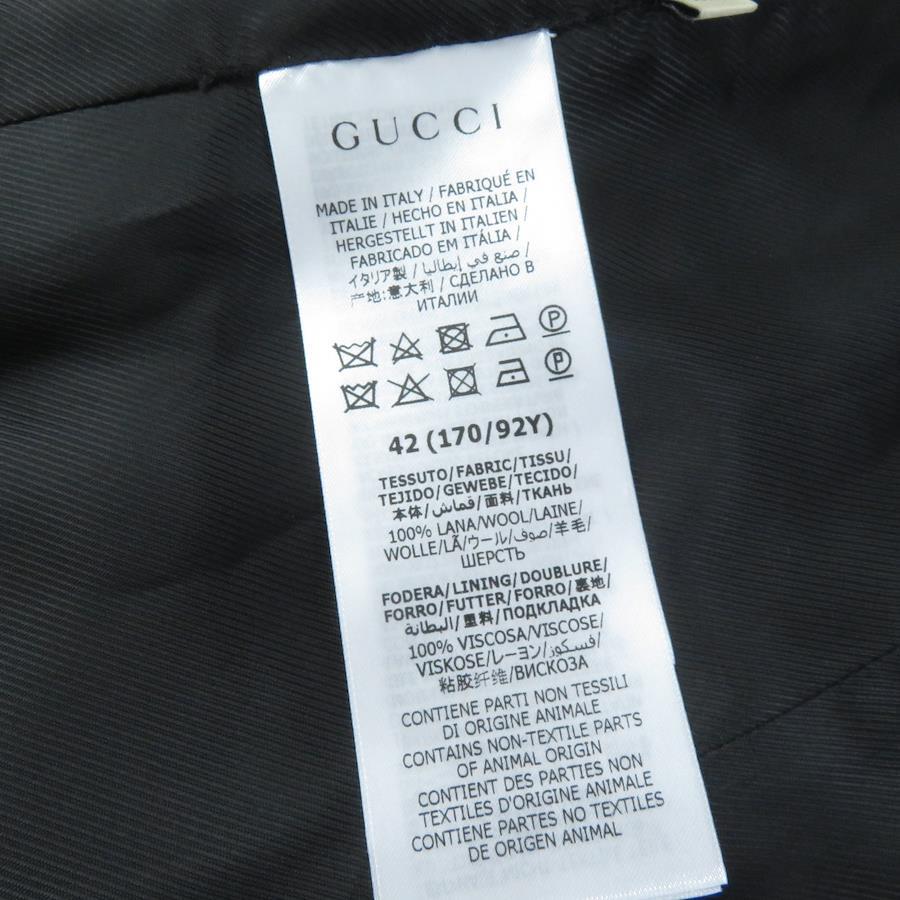 GUCCI
MADE IN ITALY / FABRIQUÉ EN
ITALIE / HECHO EN ITALIA /
HERGESTELLT IN ITALIEN /
FABRICADO EM ITÁLIA /
イタリア製 / صنع في إيطاليا /
产地:意大利 / СДЕЛАНО В
ИТАЛИИ
P
P
42 (170/92Y)
TESSUTO/FABRIC/TISSU/
TEJIDO/GEWEBE/TECIDO/
本体/قماش/面料/ТКАНЬ
100% LANA/WOOL/LAINE/
WOLLE/LÃ/ウール/صوف/羊毛/
ШЕРСТЬ
FODERA/LINING/DOUBLURE/
FORRO/FUTTER/FORRO/裏地/
البطانة/里料/ПОДКЛАДКА
100% VISCOSA/VISCOSE/
VISKOSE/レーヨン/فسكوز/
粘胶纤维/ВИСКОЗА
CONTIENE PARTI NON TESSILI
DI ORIGINE ANIMALE
CONTAINS NON-TEXTILE PARTS
OF ANIMAL ORIGIN
CONTIENT DES PARTIES NON
TEXTILES D'ORIGINE ANIMALE
CONTIENE PARTES NO TEXTILES
DE ORIGEN ANIMAL